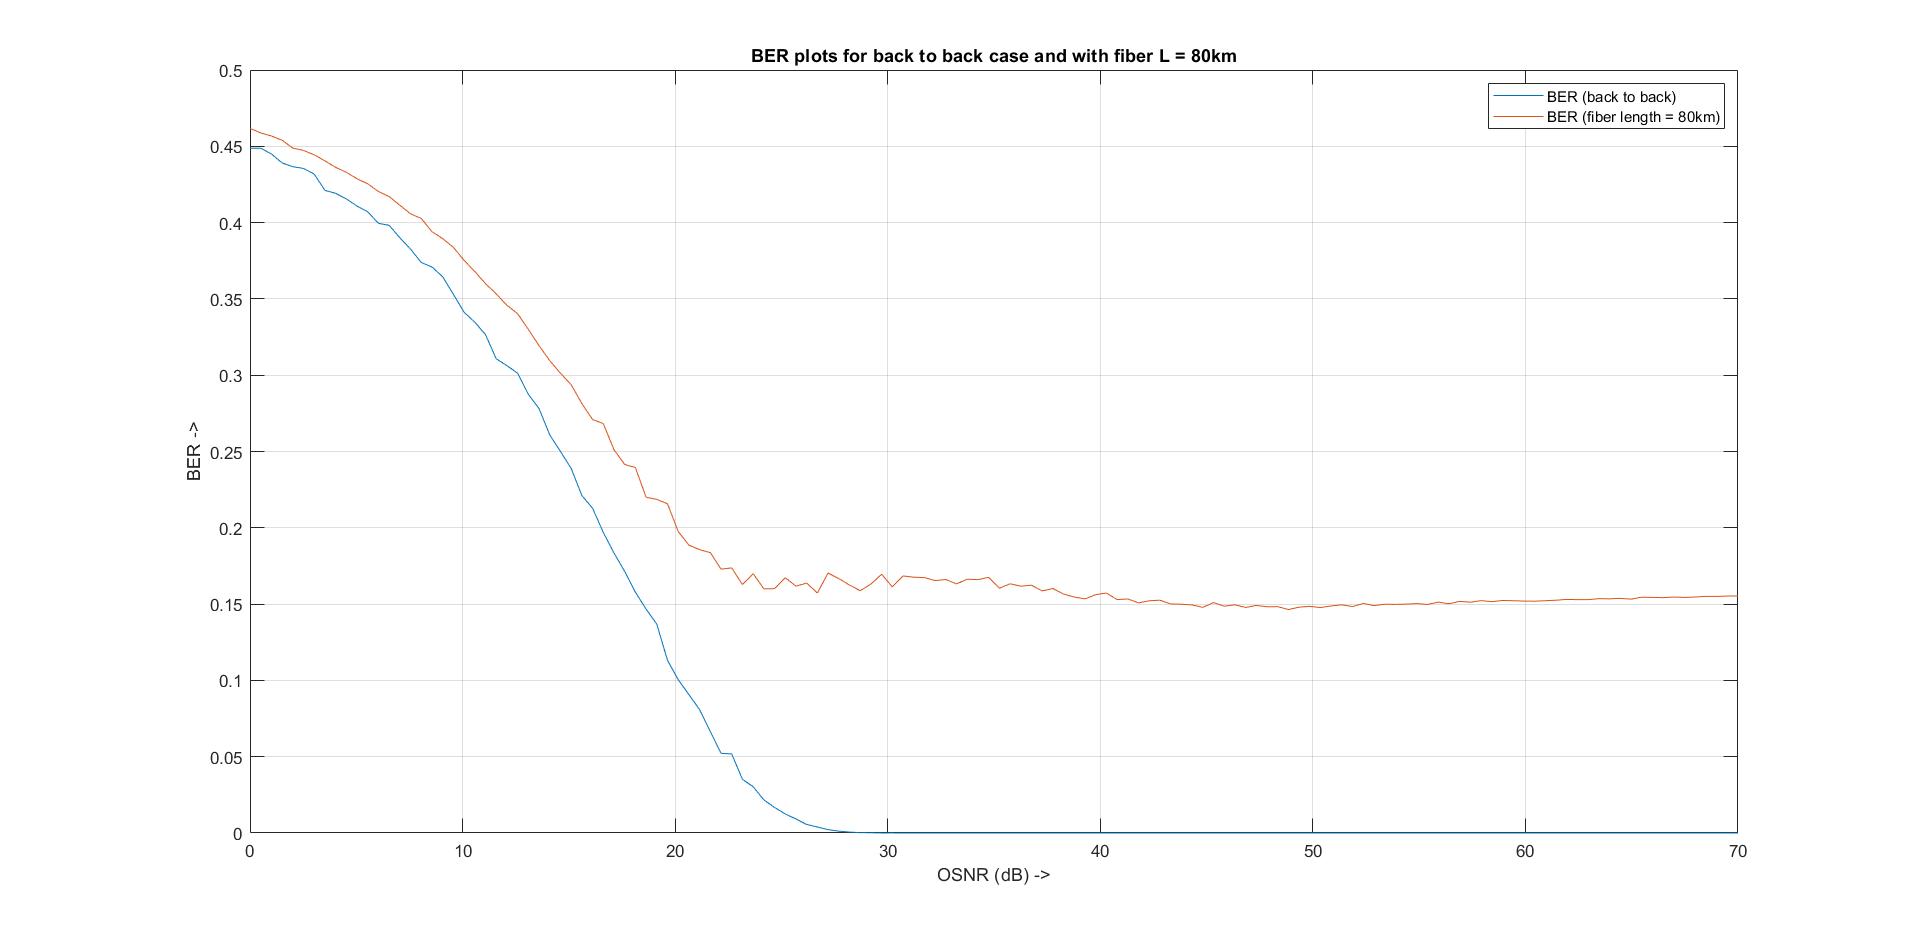 BER plots for back to back case and with fiber L = 80km
BER (back to back)
BER (fiber length = 80km)
0.5
0.45
0.4
0.35
0.3
0.25
0.2
0.15
0.1
0.05
0
BER ->
0 10 20 30 40 50 60 70
OSNR (dB) ->